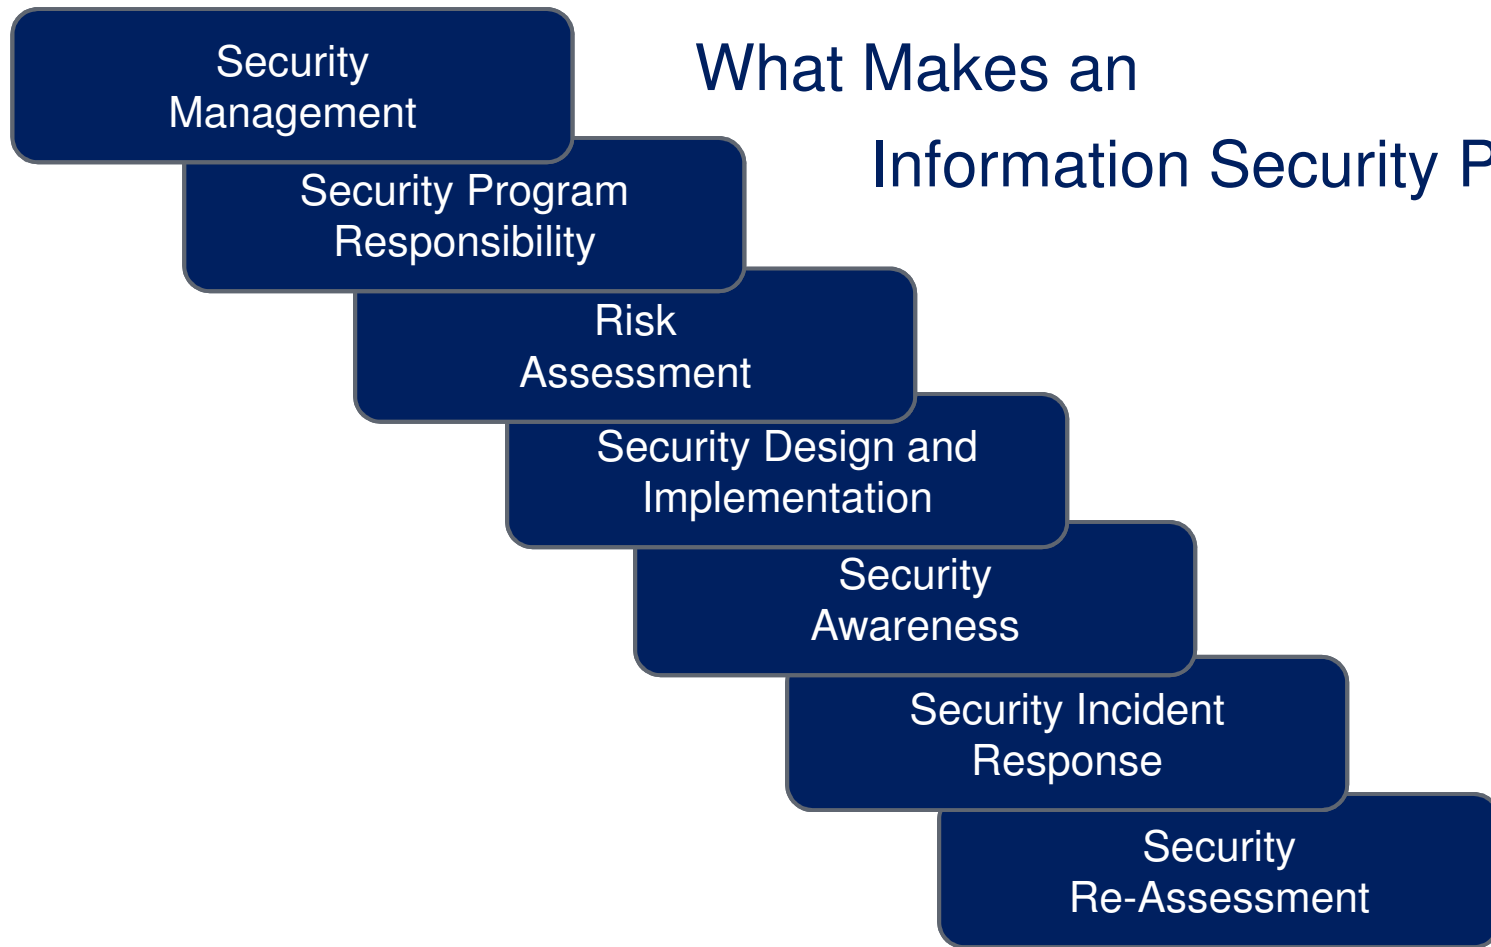 What Makes an
Information Security P
Security
Management
Security Program
Responsibility
Risk
Assessment
Security Design and
Implementation
Security
Awareness
Security Incident
Response
Security
Re-Assessment